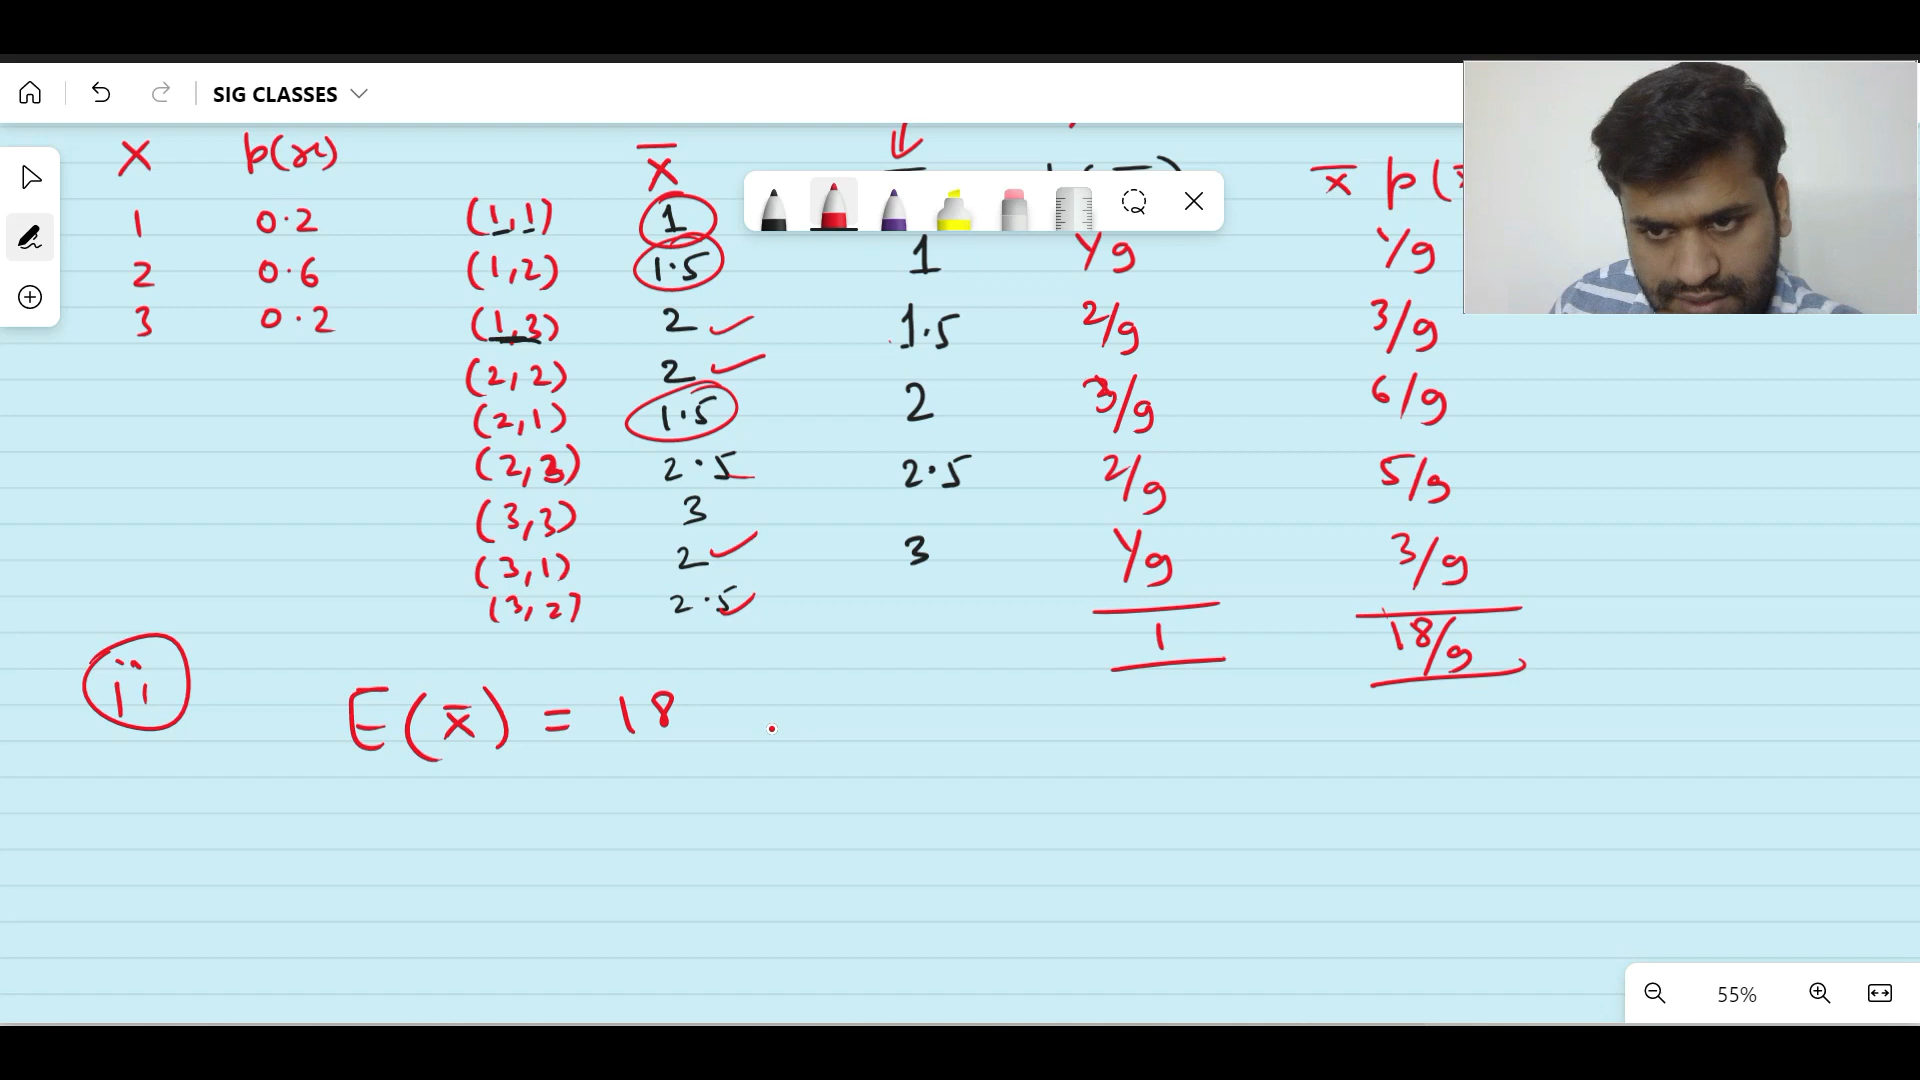 SIG CLASSES
X p(x) x̄ x̄ p(x̄
1 0.2 (1,1) 1 1 1/9 1/9
2 0.6 (1,2) 1.5 1.5 2/9 3/9
3 0.2 (1,3) 2 2 3/9 6/9
(2,2) 2 2.5 2/9 5/9
(2,1) 1.5 3 1/9 3/9
(2,3) 2.5 1 18/9
(3,3) 3
(3,1) 2
(3,2) 2.5
ii E(x̄) = 18
55%